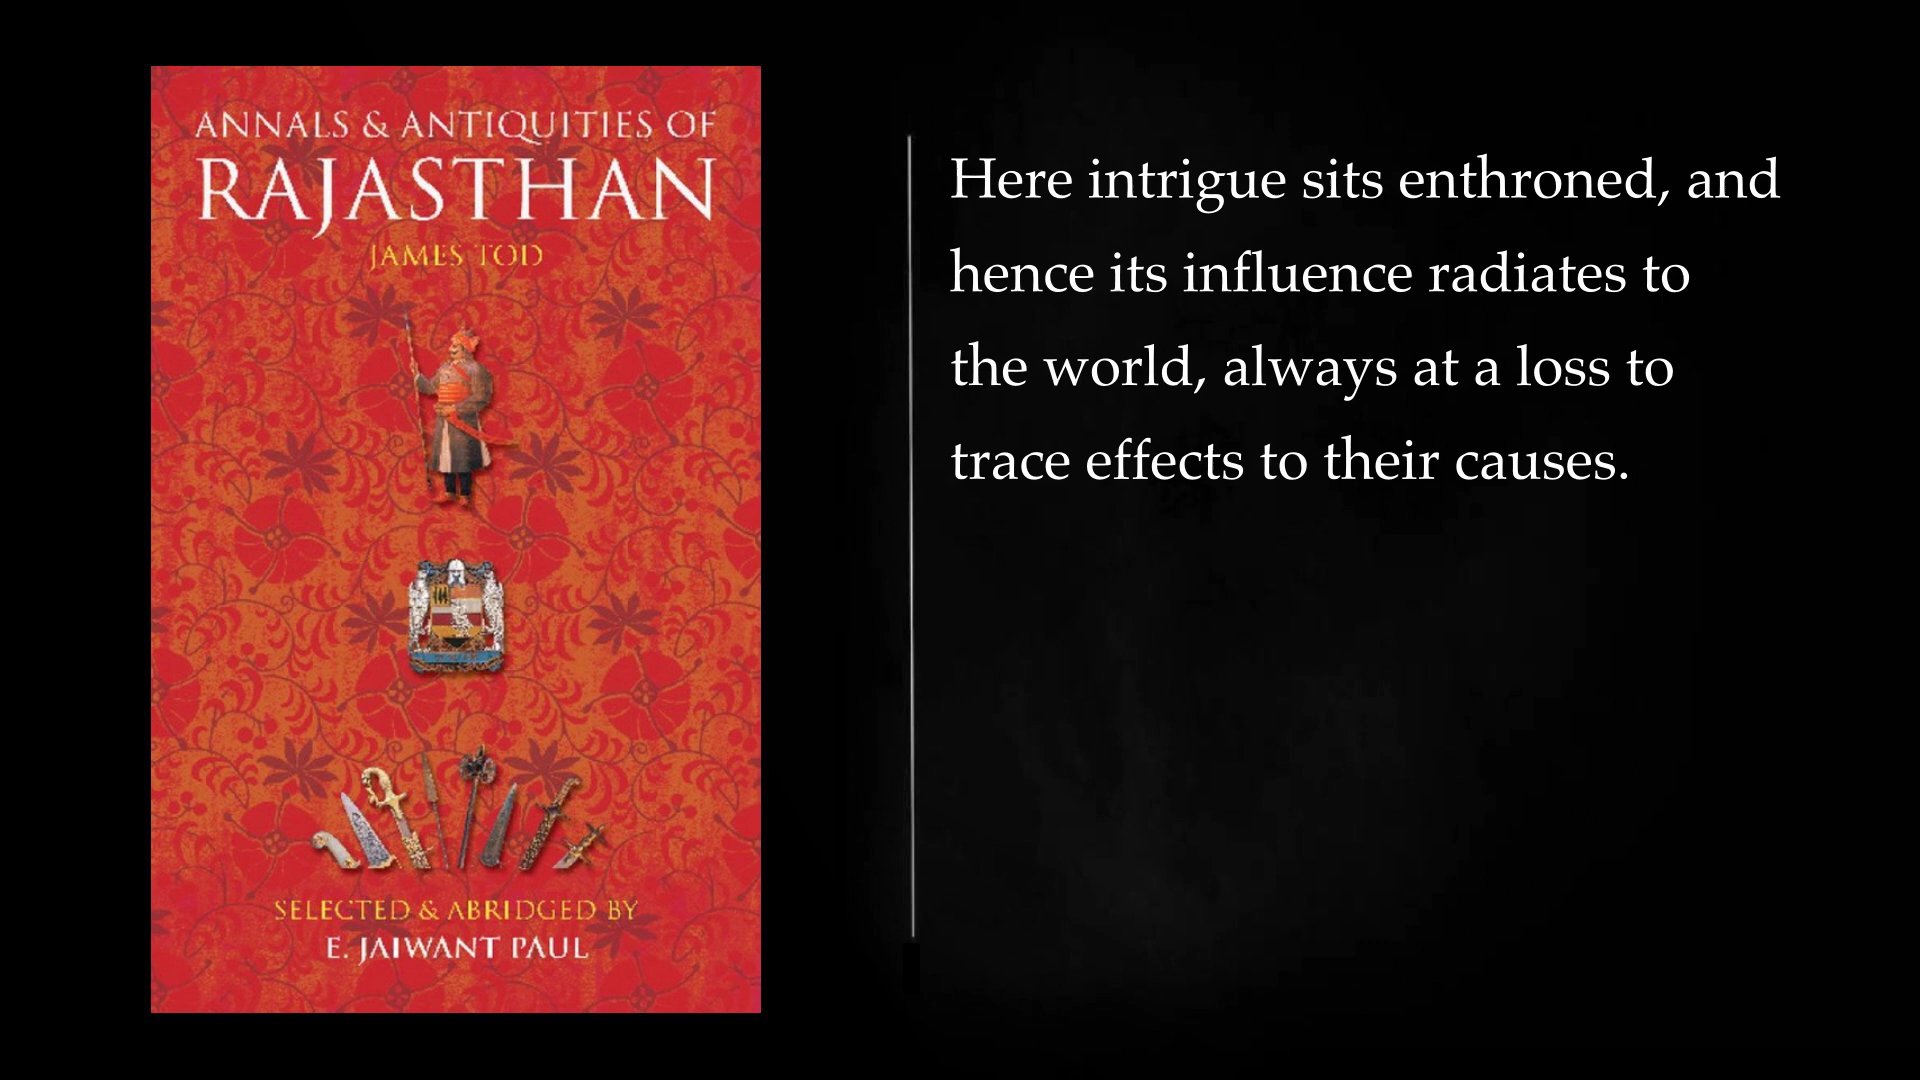 ANNALS & ANTIQUITIES OF
RAJASTHAN
JAMES TOD
SELECTED & ABRIDGED BY
E. JAIWANT PAUL
Here intrigue sits enthroned, and
hence its influence radiates to
the world, always at a loss to
trace effects to their causes.